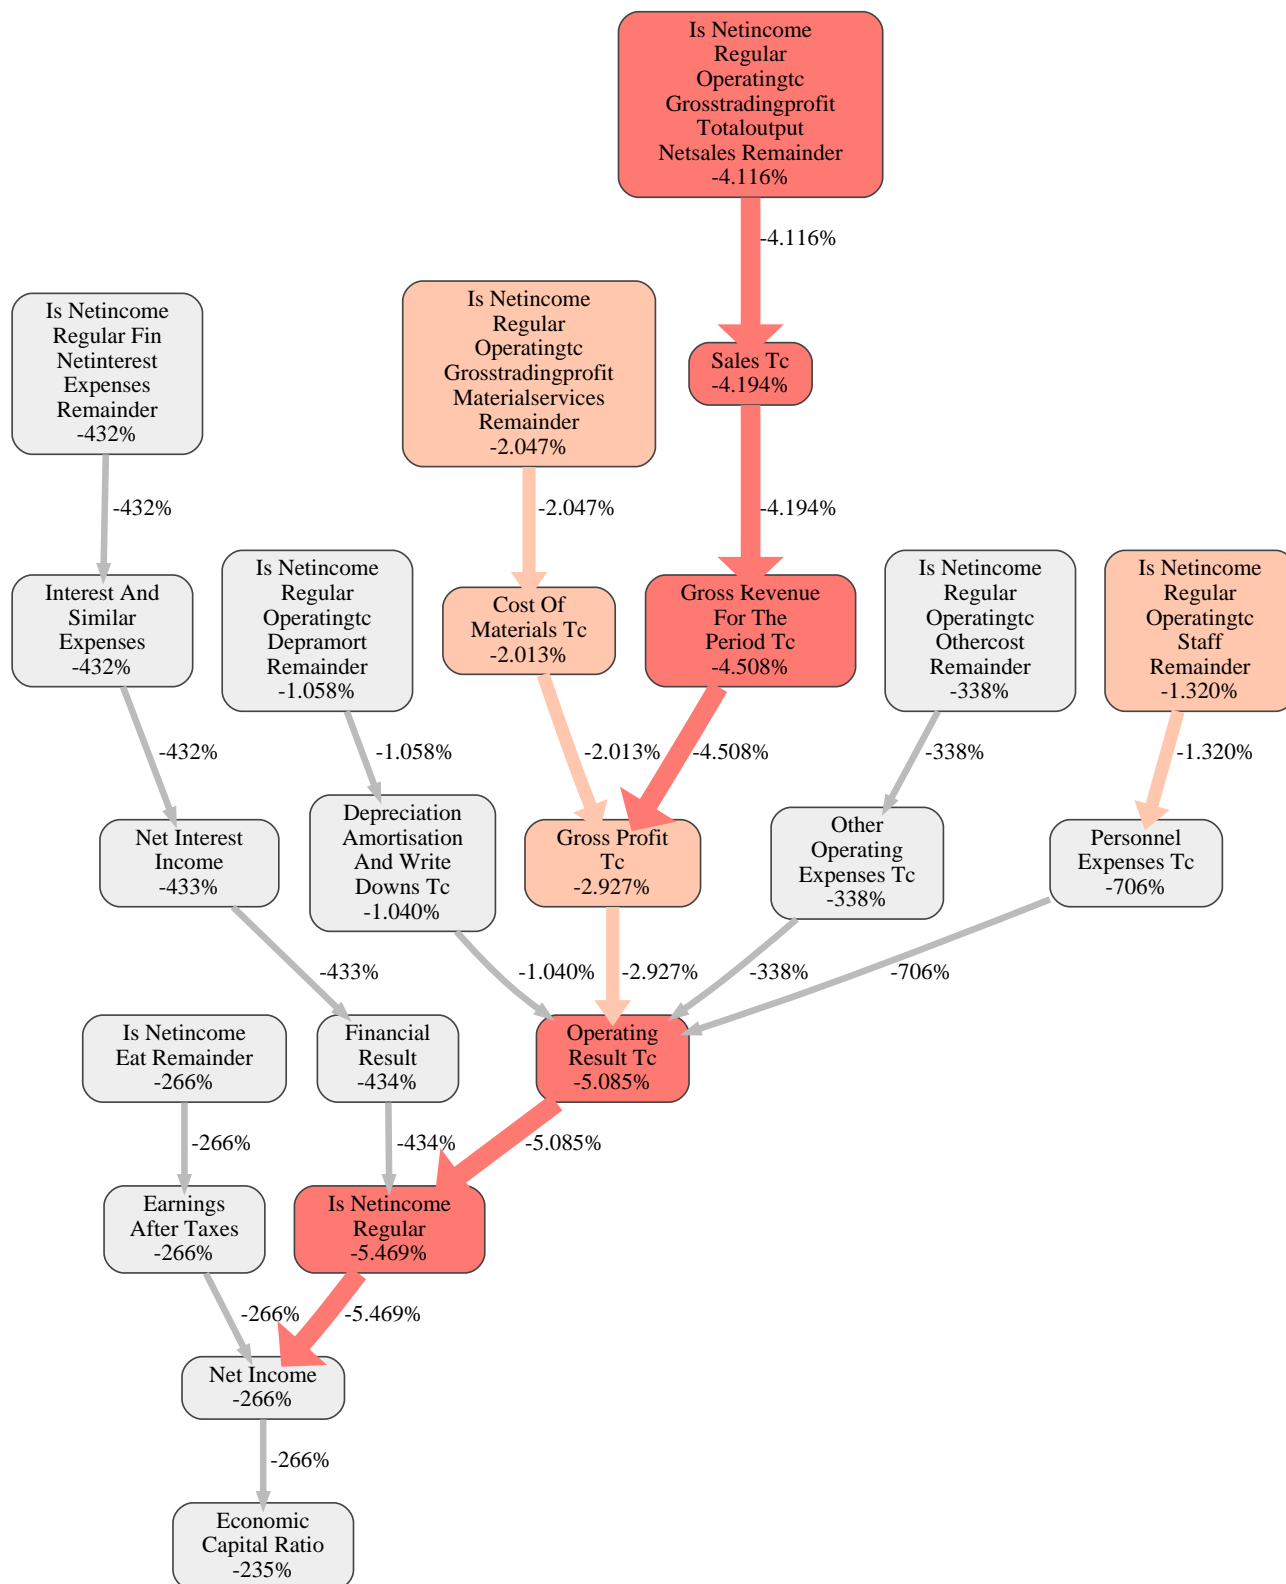 Is Netincome
Regular
Operatingtc
Grosstradingprofit
Totaloutput
Netsales Remainder
-4.116%
-4.116%
Is Netincome
Regular Fin
Netinterest
Expenses
Remainder
-432%
Is Netincome
Regular
Operatingtc
Grosstradingprofit
Materialservices
Remainder
-2.047%
Sales Tc
-4.194%
-432%
-2.047%
-4.194%
Interest And
Similar
Expenses
-432%
Is Netincome
Regular
Operatingtc
Depramort
Remainder
-1.058%
Cost Of
Materials Tc
-2.013%
Gross Revenue
For The
Period Tc
-4.508%
Is Netincome
Regular
Operatingtc
Othercost
Remainder
-338%
Is Netincome
Regular
Operatingtc
Staff
Remainder
-1.320%
-432%
-1.058%
-2.013%
-4.508%
-338%
-1.320%
Net Interest
Income
-433%
Depreciation
Amortisation
And Write
Downs Tc
-1.040%
Gross Profit
Tc
-2.927%
Other
Operating
Expenses Tc
-338%
Personnel
Expenses Tc
-706%
-433%
-1.040%
-2.927%
-338%
-706%
Is Netincome
Eat Remainder
-266%
Financial
Result
-434%
Operating
Result Tc
-5.085%
-266%
-434%
-5.085%
Earnings
After Taxes
-266%
Is Netincome
Regular
-5.469%
-266%
-5.469%
Net Income
-266%
-266%
Economic
Capital Ratio
-235%